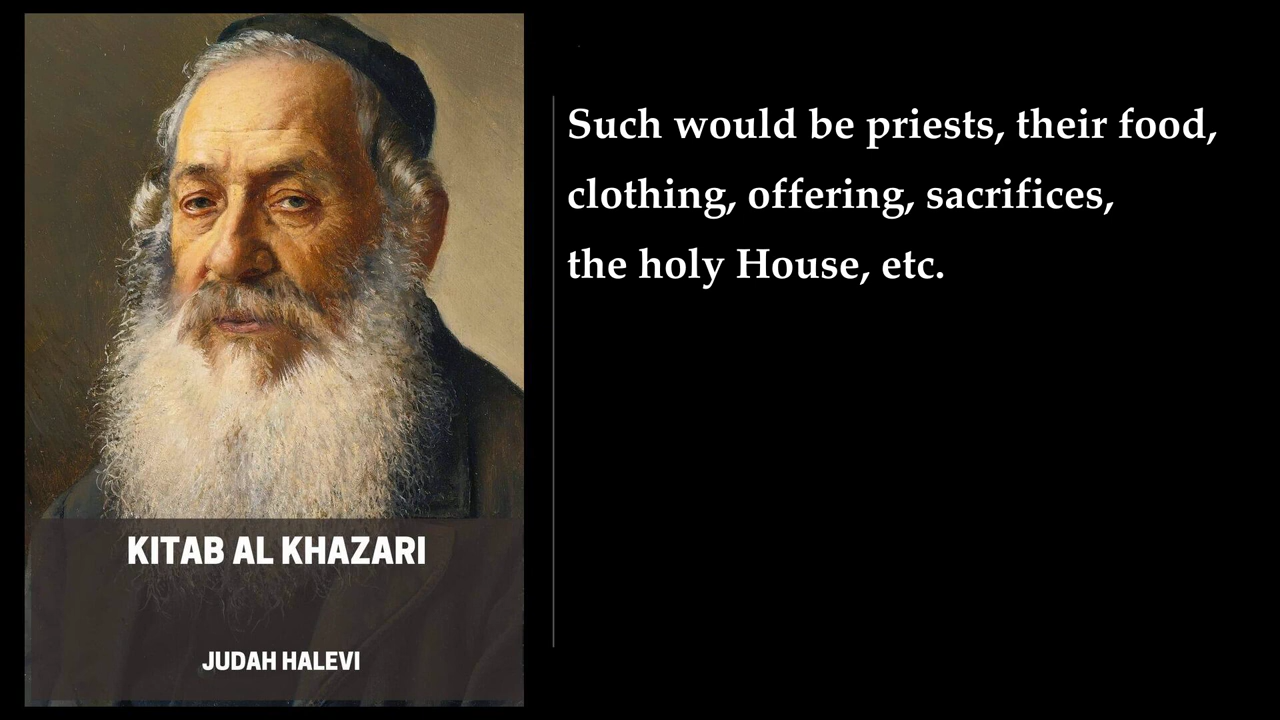 Such would be priests, their food,
clothing, offering, sacrifices,
the holy House, etc.
KITAB AL KHAZARI
JUDAH HALEVI